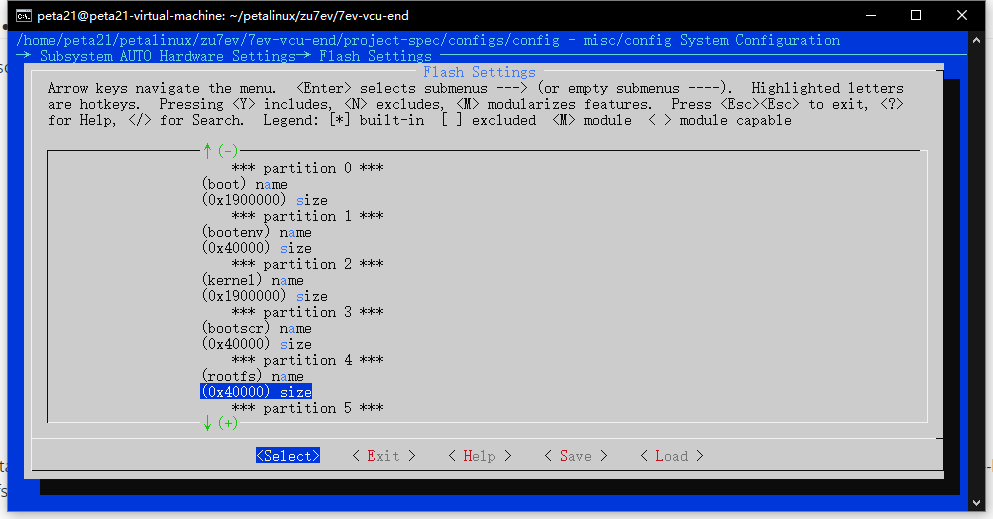 peta21@peta21-virtual-machine: ~/petalinux/zu7ev/7ev-vcu-end
/home/peta21/petalinux/zu7ev/7ev-vcu-end/project-spec/configs/config - misc/config System Configuration
→ Subsystem AUTO Hardware Settings → Flash Settings
Flash Settings
Arrow keys navigate the menu.  <Enter> selects submenus ---> (or empty submenus ----).  Highlighted letters
are hotkeys.  Pressing <Y> includes, <N> excludes, <M> modularizes features.  Press <Esc><Esc> to exit, <?>
for Help, </> for Search.  Legend: [*] built-in  [ ] excluded  <M> module  < > module capable
↑(-)
*** partition 0 ***
(boot) name
(0x1900000) size
*** partition 1 ***
(bootenv) name
(0x40000) size
*** partition 2 ***
(kernel) name
(0x1900000) size
*** partition 3 ***
(bootscr) name
(0x40000) size
*** partition 4 ***
(rootfs) name
(0x40000) size
*** partition 5 ***
↓(+)
<Select>    < Exit >    < Help >    < Save >    < Load >